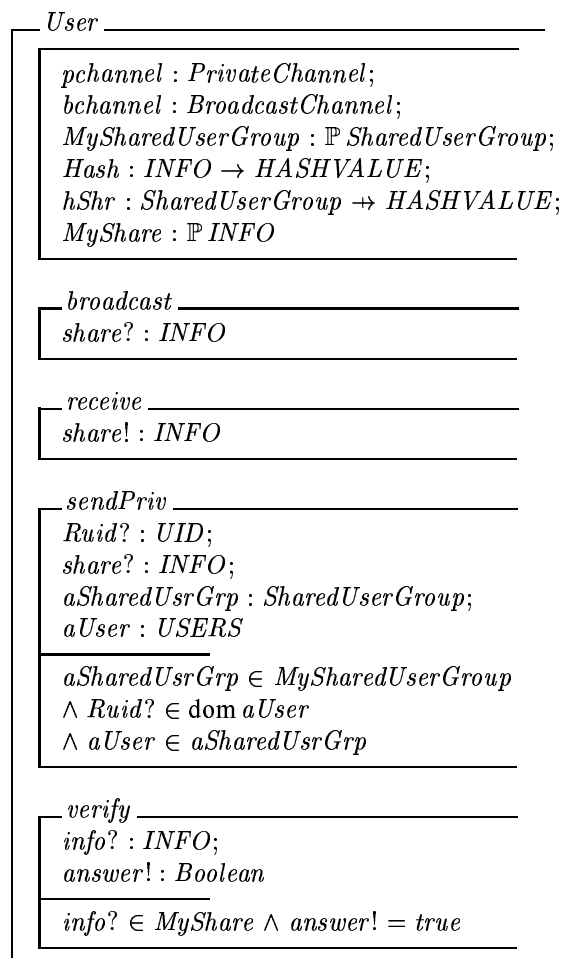 User
pchannel : PrivateChannel;
bchannel : BroadcastChannel;
MySharedUserGroup : ℙ SharedUserGroup;
Hash : INFO → HASHVALUE;
hShr : SharedUserGroup ⇸ HASHVALUE;
MyShare : ℙ INFO
broadcast
share? : INFO
receive
share! : INFO
sendPriv
Ruid? : UID;
share? : INFO;
aSharedUsrGrp : SharedUserGroup;
aUser : USERS
aSharedUsrGrp ∈ MySharedUserGroup
∧ Ruid? ∈ dom aUser
∧ aUser ∈ aSharedUsrGrp
verify
info? : INFO;
answer! : Boolean
info? ∈ MyShare ∧ answer! = true